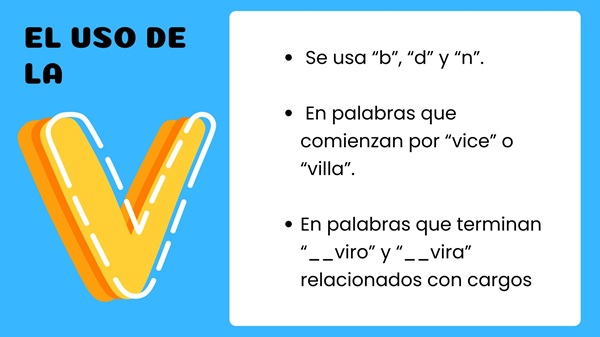 EL USO DE
LA
V
• Se usa “b”, “d” y “n”.
• En palabras que
comienzan por “vice” o
“villa”.
• En palabras que terminan
“__viro” y “__vira”
relacionados con cargos